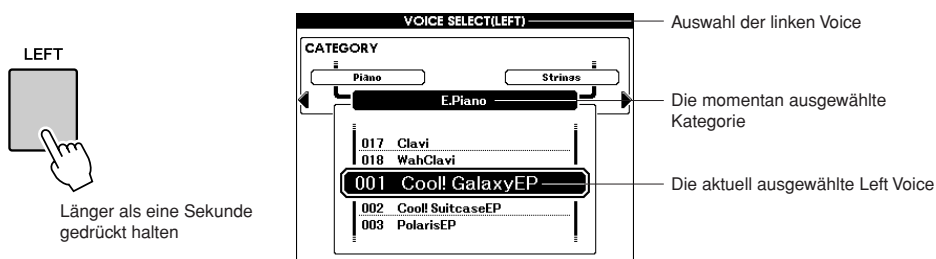 LEFT
Länger als eine Sekunde
gedrückt halten
VOICE SELECT(LEFT)
CATEGORY
Piano
Strings
E.Piano
017 Clavi
018 WahClavi
001 Cool! GalaxyEP
002 Cool! SuitcaseEP
003 PolarisEP
Auswahl der linken Voice
Die momentan ausgewählte
Kategorie
Die aktuell ausgewählte Left Voice